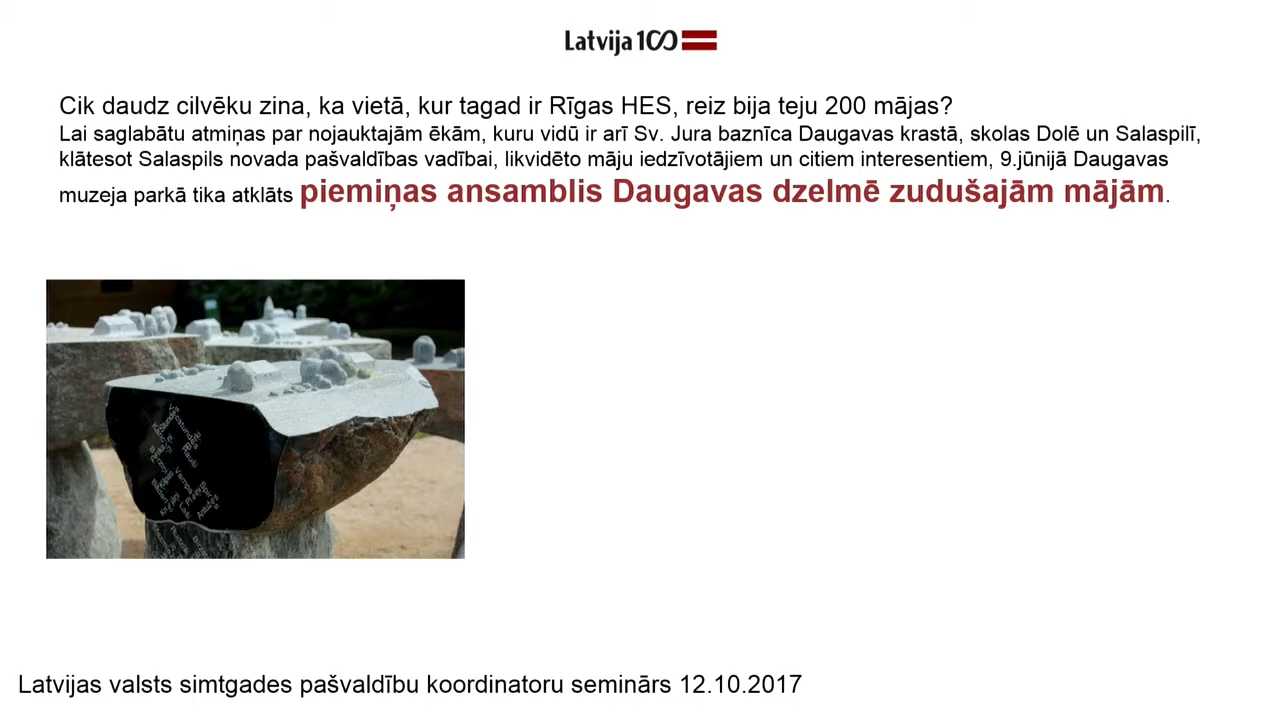 Latvija 100
Cik daudz cilvēku zina, ka vietā, kur tagad ir Rīgas HES, reiz bija teju 200 mājas?
Lai saglabātu atmiņas par nojauktajām ēkām, kuru vidū ir arī Sv. Jura baznīca Daugavas krastā, skolas Dolē un Salaspilī,
klātesot Salaspils novada pašvaldības vadībai, likvidēto māju iedzīvotājiem un citiem interesentiem, 9.jūnijā Daugavas
muzeja parkā tika atklāts piemiņas ansamblis Daugavas dzelmē zudušajām mājām.
Latvijas valsts simtgades pašvaldību koordinatoru seminārs 12.10.2017